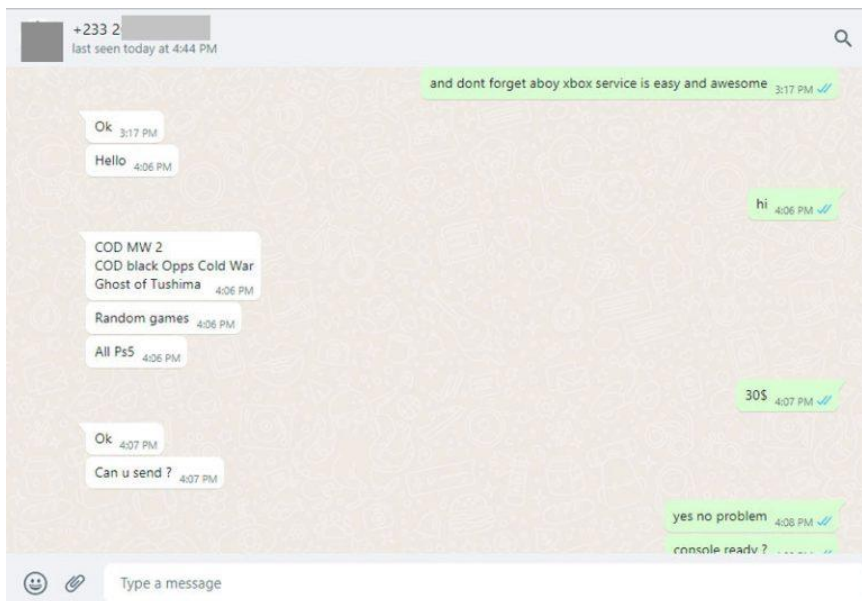 +233 2
last seen today at 4:44 PM
and dont forget aboy xbox service is easy and awesome 3:17 PM
Ok 3:17 PM
Hello 4:06 PM
hi 4:06 PM
COD MW 2
COD black Opps Cold War
Ghost of Tushima 4:06 PM
Random games 4:06 PM
All Ps5 4:06 PM
30$ 4:07 PM
Ok 4:07 PM
Can u send ? 4:07 PM
yes no problem 4:08 PM
console ready ?
Type a message